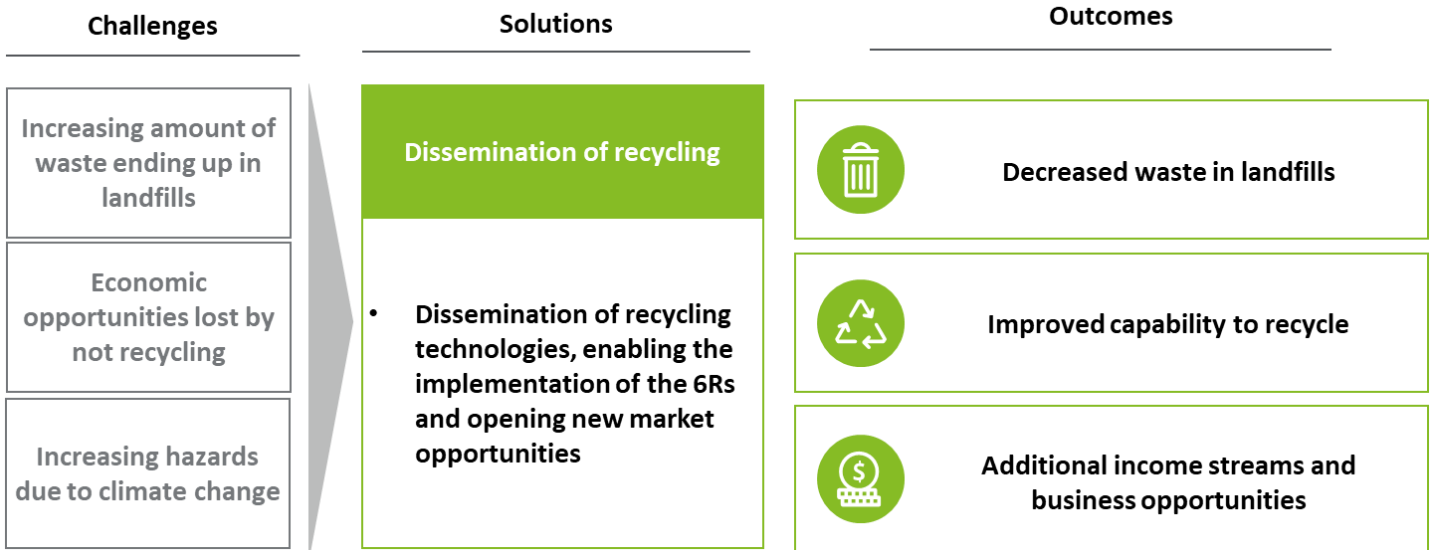 Challenges
Solutions
Outcomes
Increasing amount of
waste ending up in
landfills
Economic
opportunities lost by
not recycling
Increasing hazards
due to climate change
Dissemination of recycling
• Dissemination of recycling
technologies, enabling the
implementation of the 6Rs
and opening new market
opportunities
Decreased waste in landfills
Improved capability to recycle
$
Additional income streams and
business opportunities